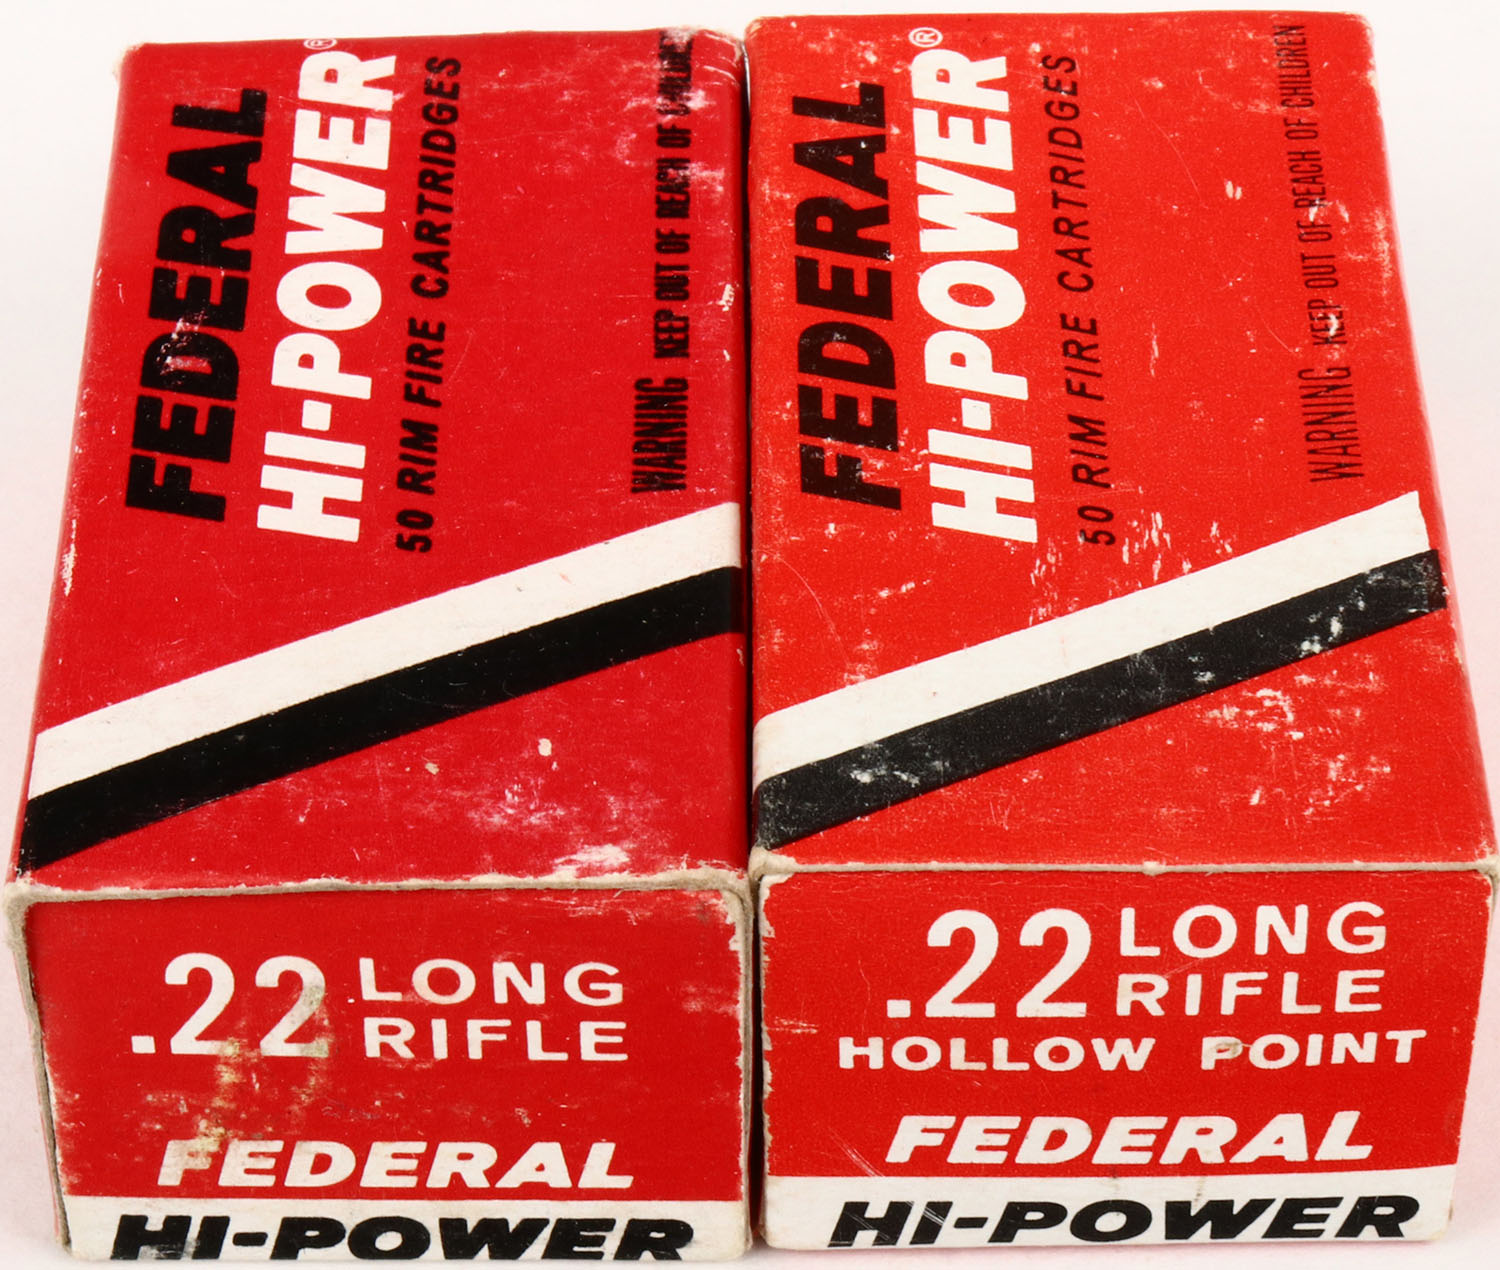 FEDERAL
HI-POWER®
50 RIM FIRE CARTRIDGES
WARNING KEEP OUT OF REACH OF CHILDREN
.22 LONG
RIFLE
FEDERAL
HI-POWER
FEDERAL
HI-POWER®
50 RIM FIRE CARTRIDGES
WARNING KEEP OUT OF REACH OF CHILDREN
.22 LONG
RIFLE
HOLLOW POINT
FEDERAL
HI-POWER